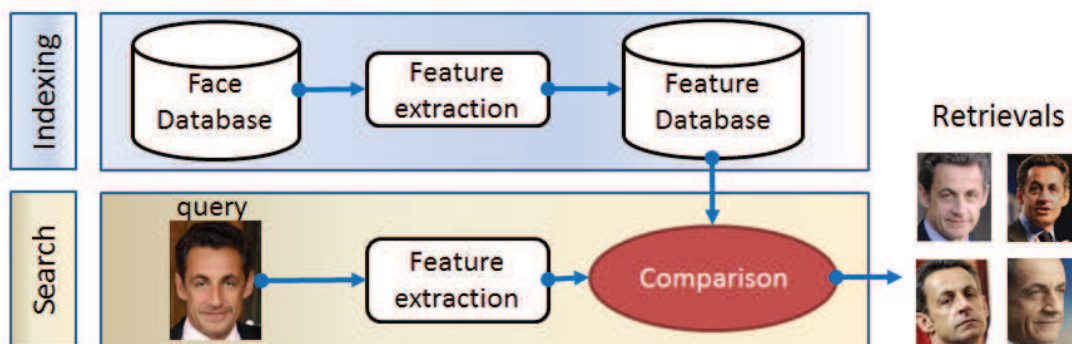 Indexing
Face
Database
Feature
extraction
Feature
Database
Retrievals
Search
query
Feature
extraction
Comparison